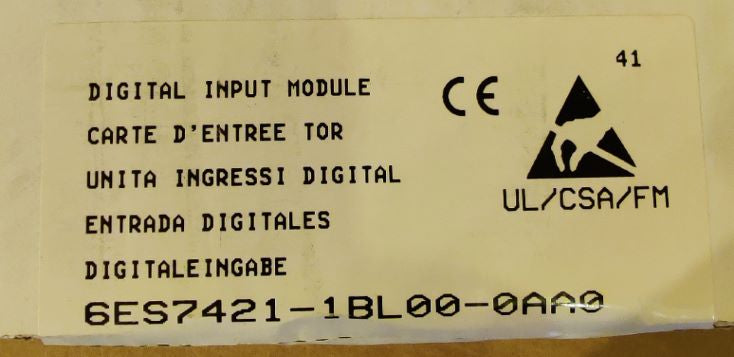 41
DIGITAL INPUT MODULE
CE
CARTE D'ENTREE TOR
UNITA INGRESSI DIGITAL
UL/CSA/FM
ENTRADA DIGITALES
DIGITALEINGABE
6ES7421-1BL00-0AA0